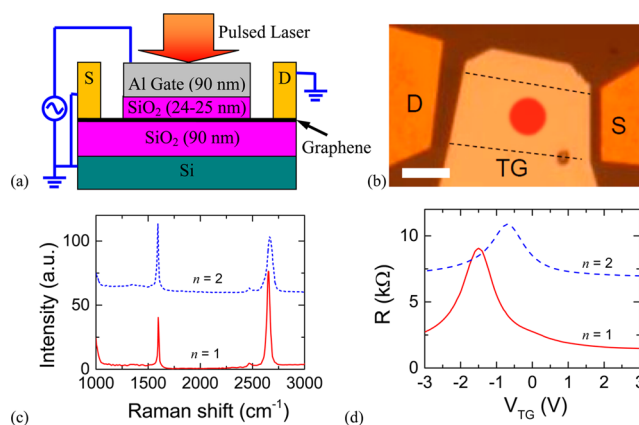 Pulsed Laser
S
Al Gate (90 nm)
D
SiO₂ (24-25 nm)
SiO₂ (90 nm)
Graphene
Si
(a)
D
S
TG
(b)
Intensity (a.u.)
100
50
0
n = 2
n = 1
1000 1500 2000 2500 3000
Raman shift (cm⁻¹)
(c)
R (kΩ)
10
5
0
n = 2
n = 1
-3 -2 -1 0 1 2 3
V_TG (V)
(d)